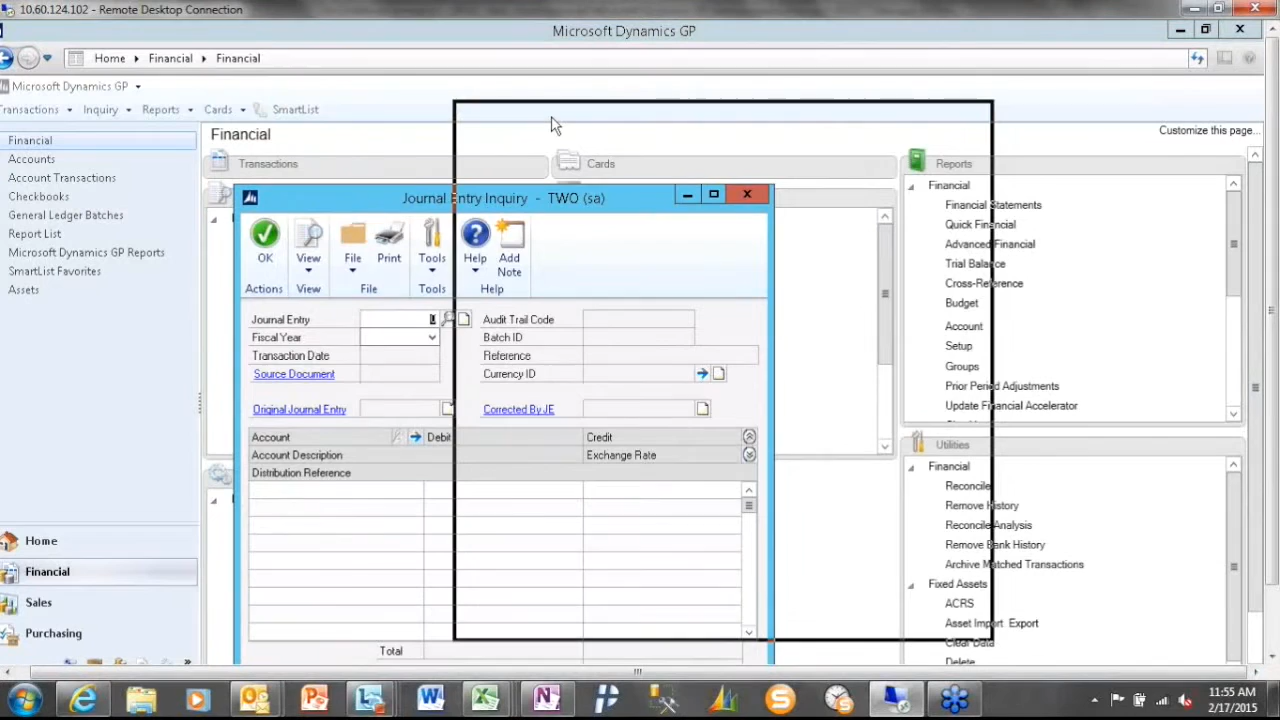 10.60.124.102 - Remote Desktop Connection
Microsoft Dynamics GP
Home Financial Financial
Microsoft Dynamics GP
Transactions Inquiry Reports Cards SmartList
Financial
Accounts
Account Transactions
Checkbooks
General Ledger Batches
Report List
Microsoft Dynamics GP Reports
SmartList Favorites
Assets
Home
Financial
Sales
Purchasing
Financial
Customize this page...
Transactions
Cards
Journal Entry Inquiry - TWO (sa)
OK View File Print Tools Help Add Note
Actions View File Tools Help
Journal Entry Audit Trail Code
Fiscal Year Batch ID
Transaction Date Reference
Source Document Currency ID
Original Journal Entry Corrected By JE
Account Debit Credit
Account Description Exchange Rate
Distribution Reference
Total
Reports
Financial
Financial Statements
Quick Financial
Advanced Financial
Trial Balance
Cross-Reference
Budget
Account
Setup
Groups
Prior Period Adjustments
Update Financial Accelerator
Utilities
Financial
Reconcile
Remove History
Reconcile Analysis
Remove Bank History
Archive Matched Transactions
Fixed Assets
ACRS
Asset Import Export
Clear Data
Delete
11:55 AM
2/17/2015